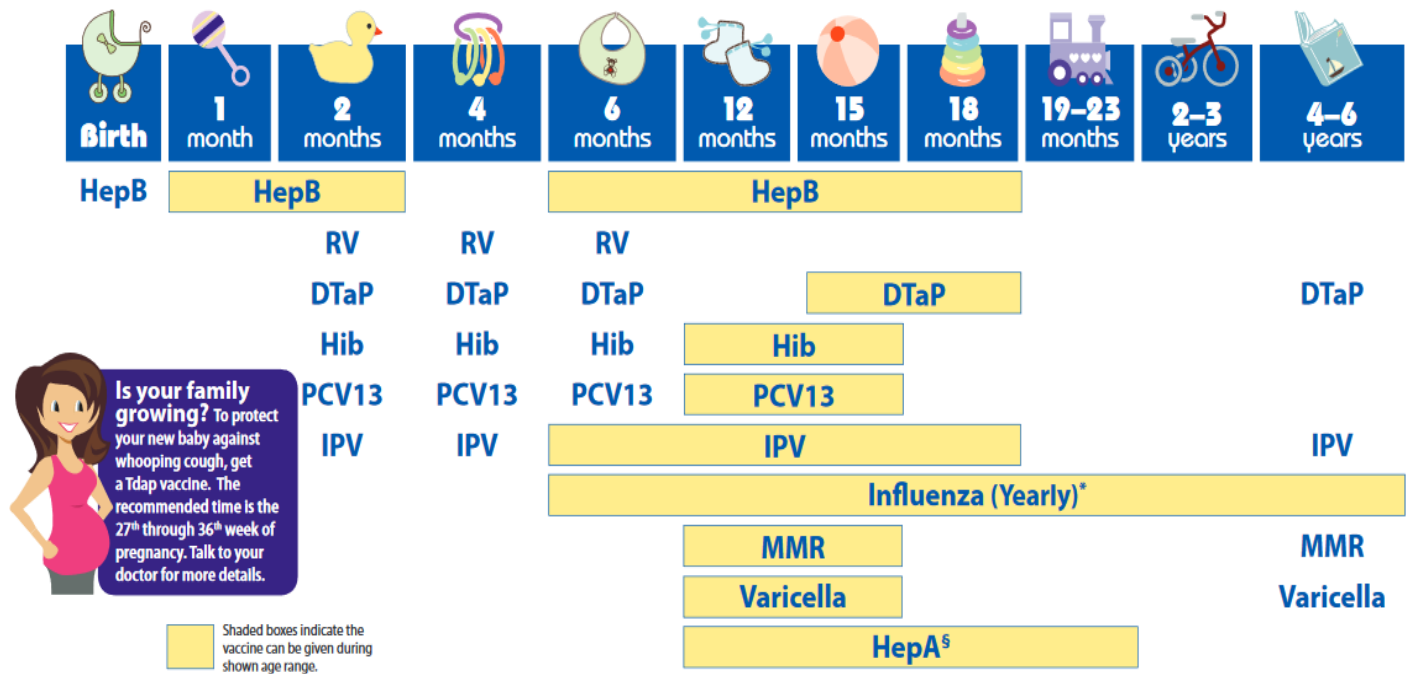 Birth
1
month
2
months
4
months
6
months
12
months
15
months
18
months
19–23
months
2–3
years
4–6
years
HepB HepB HepB
RV RV RV
DTaP DTaP DTaP DTaP DTaP
Hib Hib Hib Hib
PCV13 PCV13 PCV13 PCV13
IPV IPV IPV IPV
Influenza (Yearly)*
MMR MMR
Varicella Varicella
HepA§
Is your family
growing? To protect
your new baby against
whooping cough, get
a Tdap vaccine. The
recommended time is the
27th through 36th week of
pregnancy. Talk to your
doctor for more details.
Shaded boxes indicate the
vaccine can be given during
shown age range.